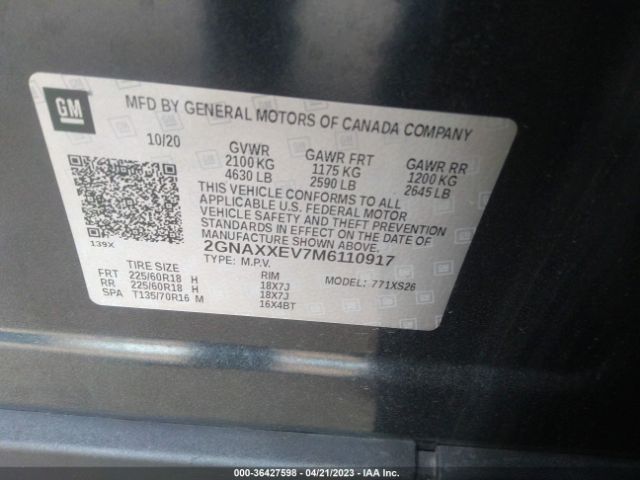 GM
MFD BY GENERAL MOTORS OF CANADA COMPANY
10/20
GVWR GAWR FRT GAWR RR
2100 KG 1175 KG 1200 KG
4630 LB 2590 LB 2645 LB
THIS VEHICLE CONFORMS TO ALL
APPLICABLE U.S. FEDERAL MOTOR
VEHICLE SAFETY AND THEFT PREVENTION
STANDARDS IN EFFECT ON THE DATE OF
MANUFACTURE SHOWN ABOVE.
139X
2GNAXXEV7M6110917
TYPE: M.P.V. MODEL: 771XS26
TIRE SIZE RIM
FRT 225/60R18 H 18X7J
RR 225/60R18 H 18X7J
SPA T135/70R16 M 16X4BT
000-36427598 - 04/21/2023 - IAA Inc.